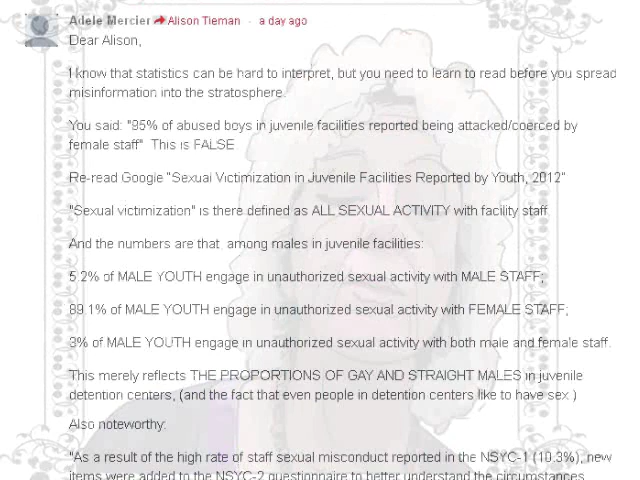 Adele Mercier Alison Tieman · a day ago
Dear Alison,
I know that statistics can be hard to interpret, but you need to learn to read before you spread
misinformation into the stratosphere.
You said: "95% of abused boys in juvenile facilities reported being attacked/coerced by
female staff" This is FALSE
Re-read Google "Sexual Victimization in Juvenile Facilities Reported by Youth, 2012"
"Sexual victimization" is there defined as ALL SEXUAL ACTIVITY with facility staff
And the numbers are that among males in juvenile facilities:
5.2% of MALE YOUTH engage in unauthorized sexual activity with MALE STAFF;
89.1% of MALE YOUTH engage in unauthorized sexual activity with FEMALE STAFF;
3% of MALE YOUTH engage in unauthorized sexual activity with both male and female staff.
This merely reflects THE PROPORTIONS OF GAY AND STRAIGHT MALES in juvenile
detention centers, (and the fact that even people in detention centers like to have sex.)
Also noteworthy:
"As a result of the high rate of staff sexual misconduct reported in the NSYC-1 (10.3%), new
items were added to the NSYC-2 questionnaire to better understand the circumstances